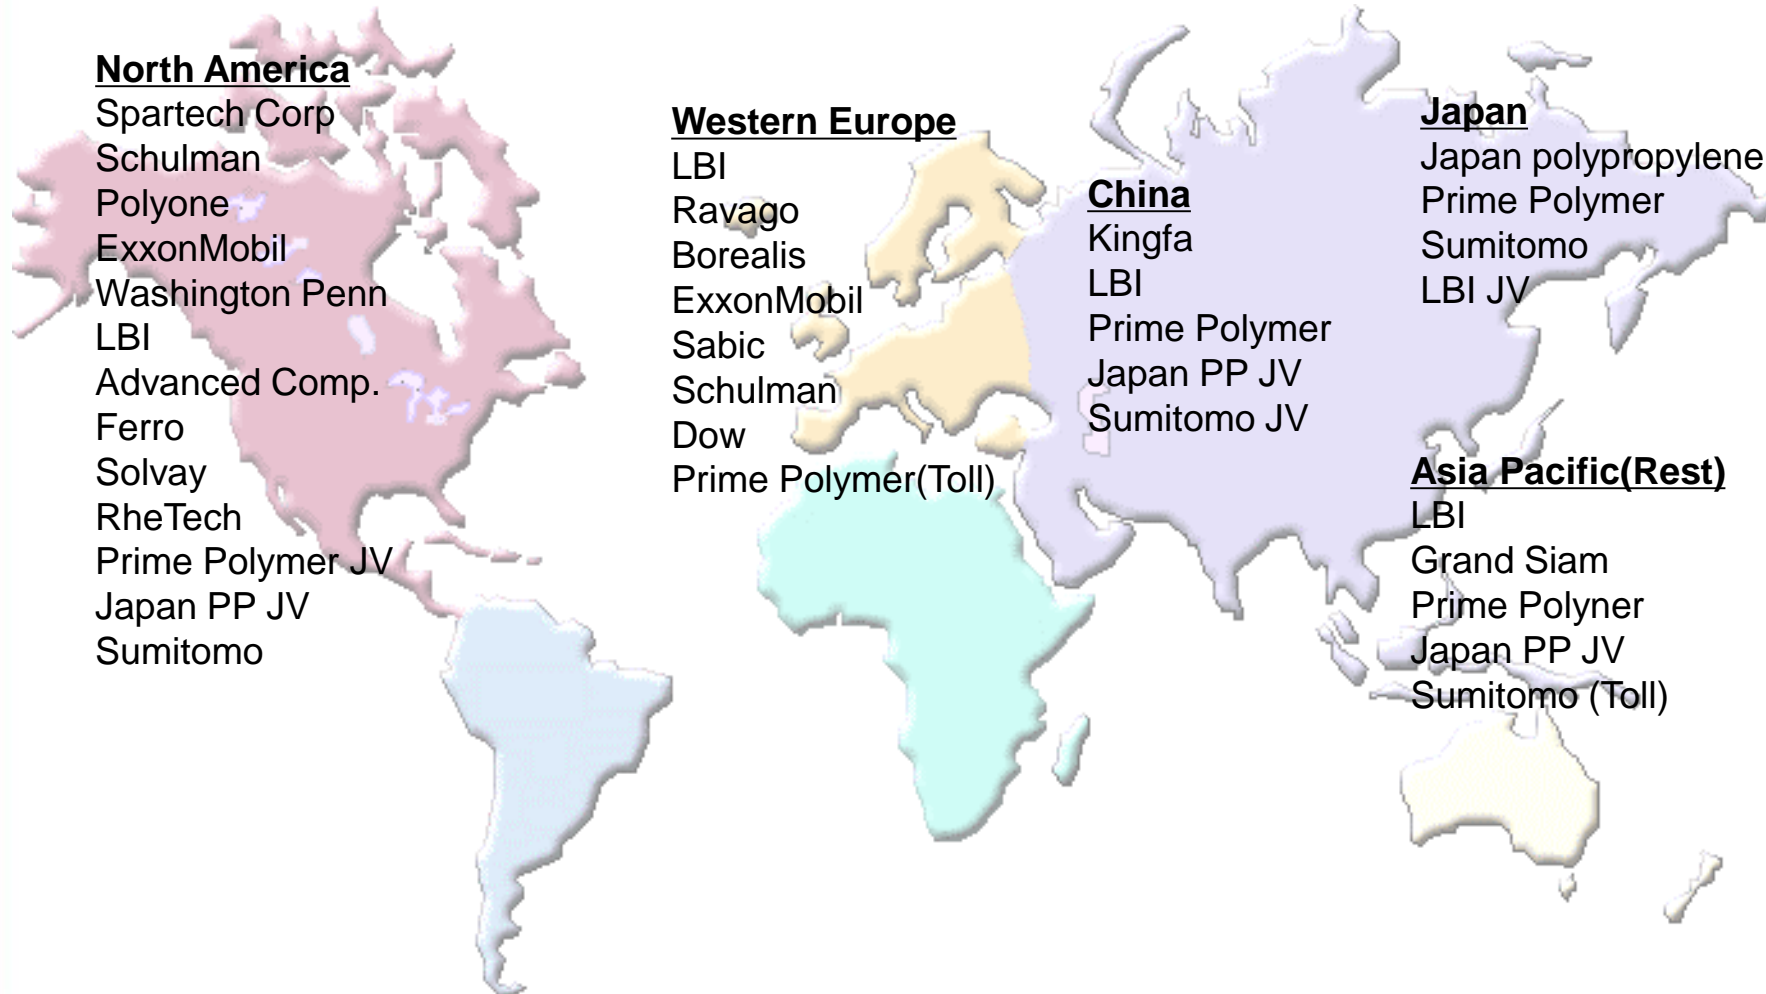 North America
Spartech Corp
Schulman
Polyone
ExxonMobil
Washington Penn
LBI
Advanced Comp.
Ferro
Solvay
RheTech
Prime Polymer JV
Japan PP JV
Sumitomo
Western Europe
LBI
Ravago
Borealis
ExxonMobil
Sabic
Schulman
Dow
Prime Polymer(Toll)
China
Kingfa
LBI
Prime Polymer
Japan PP JV
Sumitomo JV
Japan
Japan polypropylene
Prime Polymer
Sumitomo
LBI JV
Asia Pacific(Rest)
LBI
Grand Siam
Prime Polyner
Japan PP JV
Sumitomo (Toll)